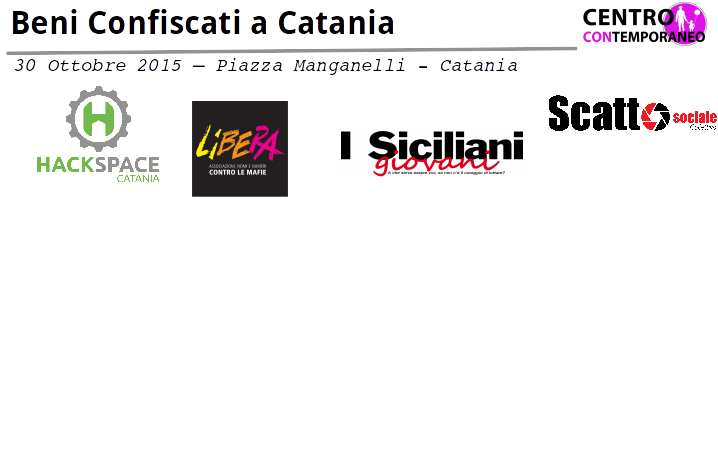 Beni Confiscati a Catania
CENTRO
CONTEMPORANEO
30 Ottobre 2015 — Piazza Manganelli – Catania
H
HACKSPACE
CATANIA
LIBERA
ASSOCIAZIONI, NOMI E NUMERI
CONTRO LE MAFIE
I Siciliani
giovani
A che serve essere vivi, se non c'è il coraggio di lottare?
Scatto
sociale
Collettivo